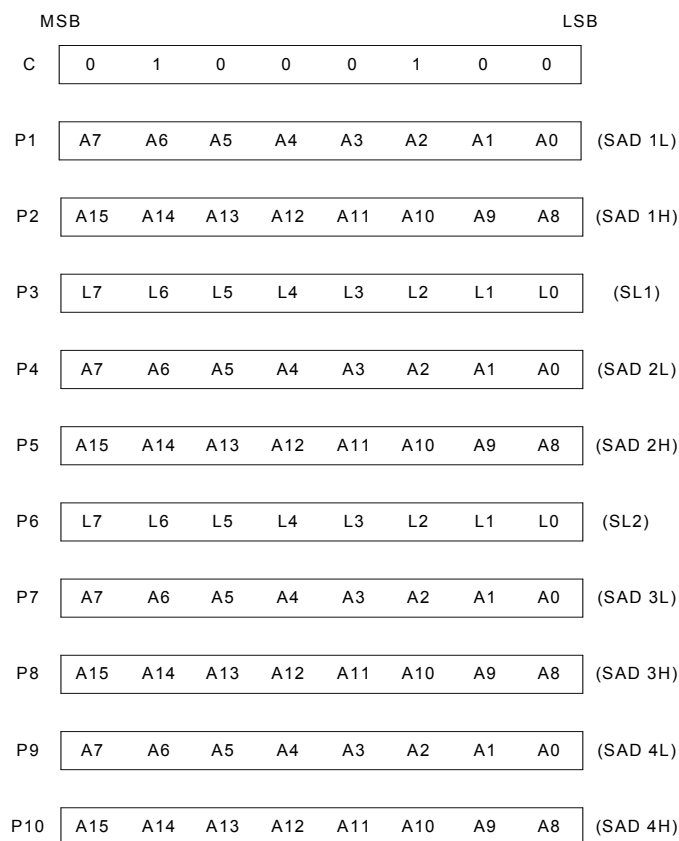 MSB LSB
C 0 1 0 0 0 1 0 0
P1 A7 A6 A5 A4 A3 A2 A1 A0 (SAD 1L)
P2 A15 A14 A13 A12 A11 A10 A9 A8 (SAD 1H)
P3 L7 L6 L5 L4 L3 L2 L1 L0 (SL1)
P4 A7 A6 A5 A4 A3 A2 A1 A0 (SAD 2L)
P5 A15 A14 A13 A12 A11 A10 A9 A8 (SAD 2H)
P6 L7 L6 L5 L4 L3 L2 L1 L0 (SL2)
P7 A7 A6 A5 A4 A3 A2 A1 A0 (SAD 3L)
P8 A15 A14 A13 A12 A11 A10 A9 A8 (SAD 3H)
P9 A7 A6 A5 A4 A3 A2 A1 A0 (SAD 4L)
P10 A15 A14 A13 A12 A11 A10 A9 A8 (SAD 4H)